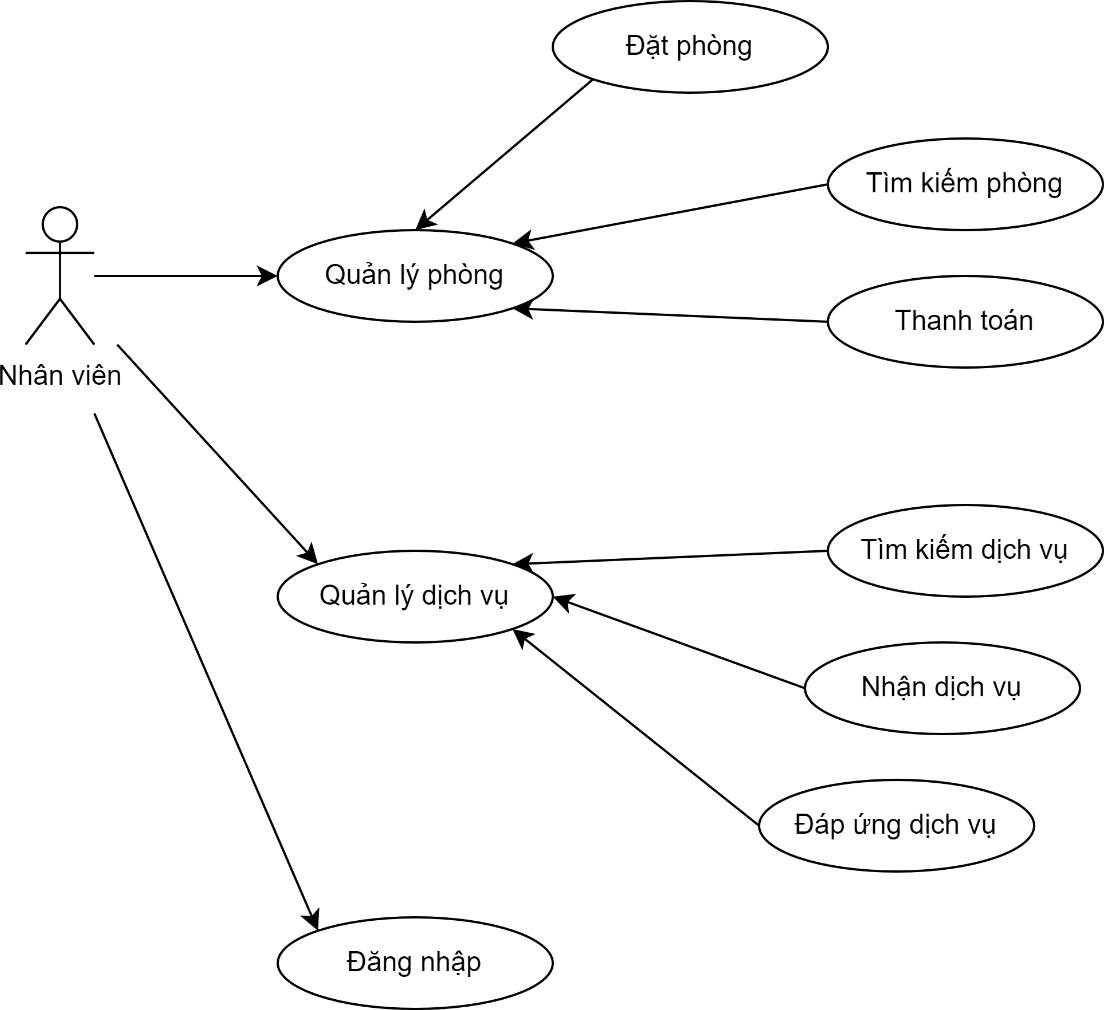 Đặt phòng
Tìm kiếm phòng
Quản lý phòng
Thanh toán
Nhân viên
Tìm kiếm dịch vụ
Quản lý dịch vụ
Nhận dịch vụ
Đáp ứng dịch vụ
Đăng nhập